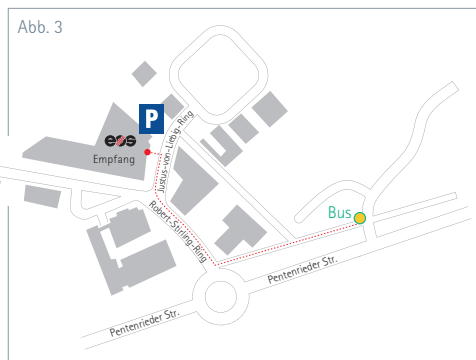 Abb. 3
P
eos
Empfang
Justus-von-Liebig-Ring
Robert-Stirling-Ring
Bus
Pentenrieder Str.
Pentenrieder Str.